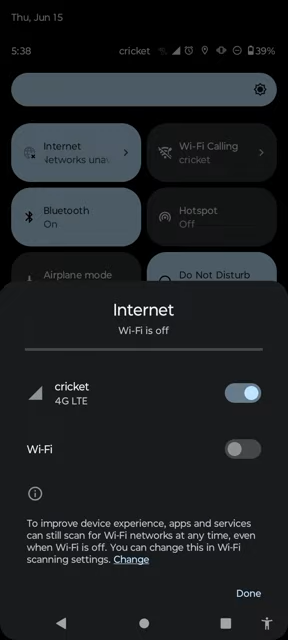 Thu, Jun 15
5:38 cricket 39%
Internet
Networks unav
Wi-Fi Calling
cricket
Bluetooth
On
Hotspot
Off
Airplane mode
Do Not Disturb
Internet
Wi-Fi is off
cricket
4G LTE
Wi-Fi
To improve device experience, apps and services
can still scan for Wi-Fi networks at any time, even
when Wi-Fi is off. You can change this in Wi-Fi
scanning settings. Change
Done